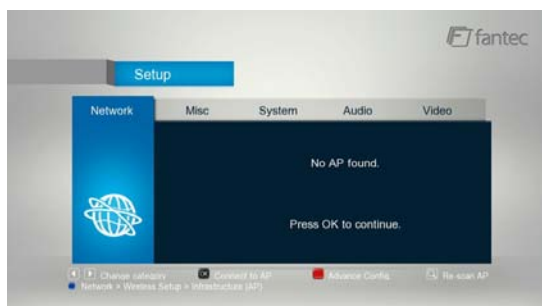 fantec
Setup
Network Misc System Audio Video
No AP found.
Press OK to continue.
Change category OK Connect to AP Advance Config. Re-scan AP
Network > Wireless Setup > Infrastructure (AP)